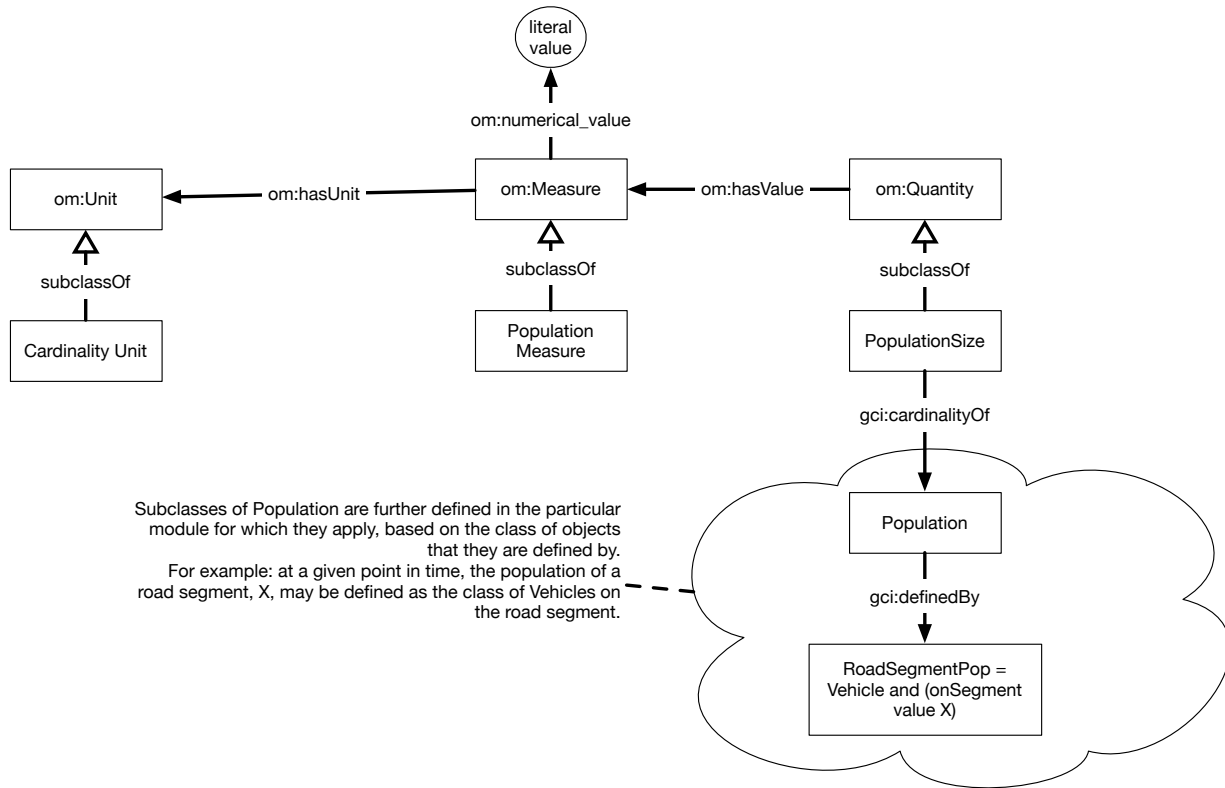 literal
value
om:numerical_value
om:Unit
om:hasUnit
om:Measure
om:hasValue
om:Quantity
subclassOf
subclassOf
subclassOf
Cardinality Unit
Population
Measure
PopulationSize
gci:cardinalityOf
Subclasses of Population are further defined in the particular
module for which they apply, based on the class of objects
that they are defined by.
For example: at a given point in time, the population of a
road segment, X, may be defined as the class of Vehicles on
the road segment.
Population
gci:definedBy
RoadSegmentPop =
Vehicle and (onSegment
value X)